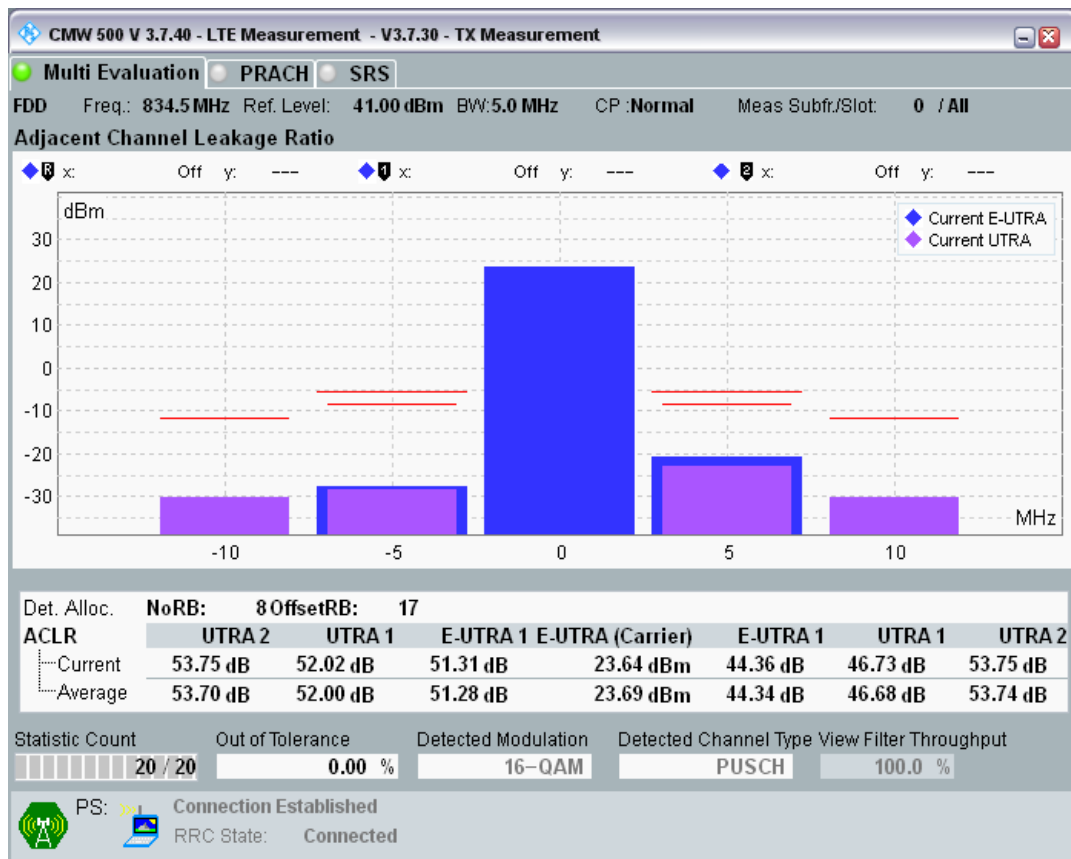 CMW 500 V 3.7.40 - LTE Measurement - V3.7.30 - TX Measurement
Multi Evaluation PRACH SRS
FDD Freq.: 834.5 MHz Ref. Level: 41.00 dBm BW:5.0 MHz CP :Normal Meas Subfr./Slot: 0 / All
Adjacent Channel Leakage Ratio
R x: Off y: --- 1 x: Off y: --- 2 x: Off y: ---
dBm
Current E-UTRA
Current UTRA
30
20
10
0
-10
-20
-30
MHz
-10 -5 0 5 10
Det. Alloc. NoRB: 8 OffsetRB: 17
ACLR UTRA 2 UTRA 1 E-UTRA 1 E-UTRA (Carrier) E-UTRA 1 UTRA 1 UTRA 2
Current 53.75 dB 52.02 dB 51.31 dB 23.64 dBm 44.36 dB 46.73 dB 53.75 dB
Average 53.70 dB 52.00 dB 51.28 dB 23.69 dBm 44.34 dB 46.68 dB 53.74 dB
Statistic Count Out of Tolerance Detected Modulation Detected Channel Type View Filter Throughput
20 / 20 0.00 % 16-QAM PUSCH 100.0 %
PS: Connection Established
RRC State: Connected